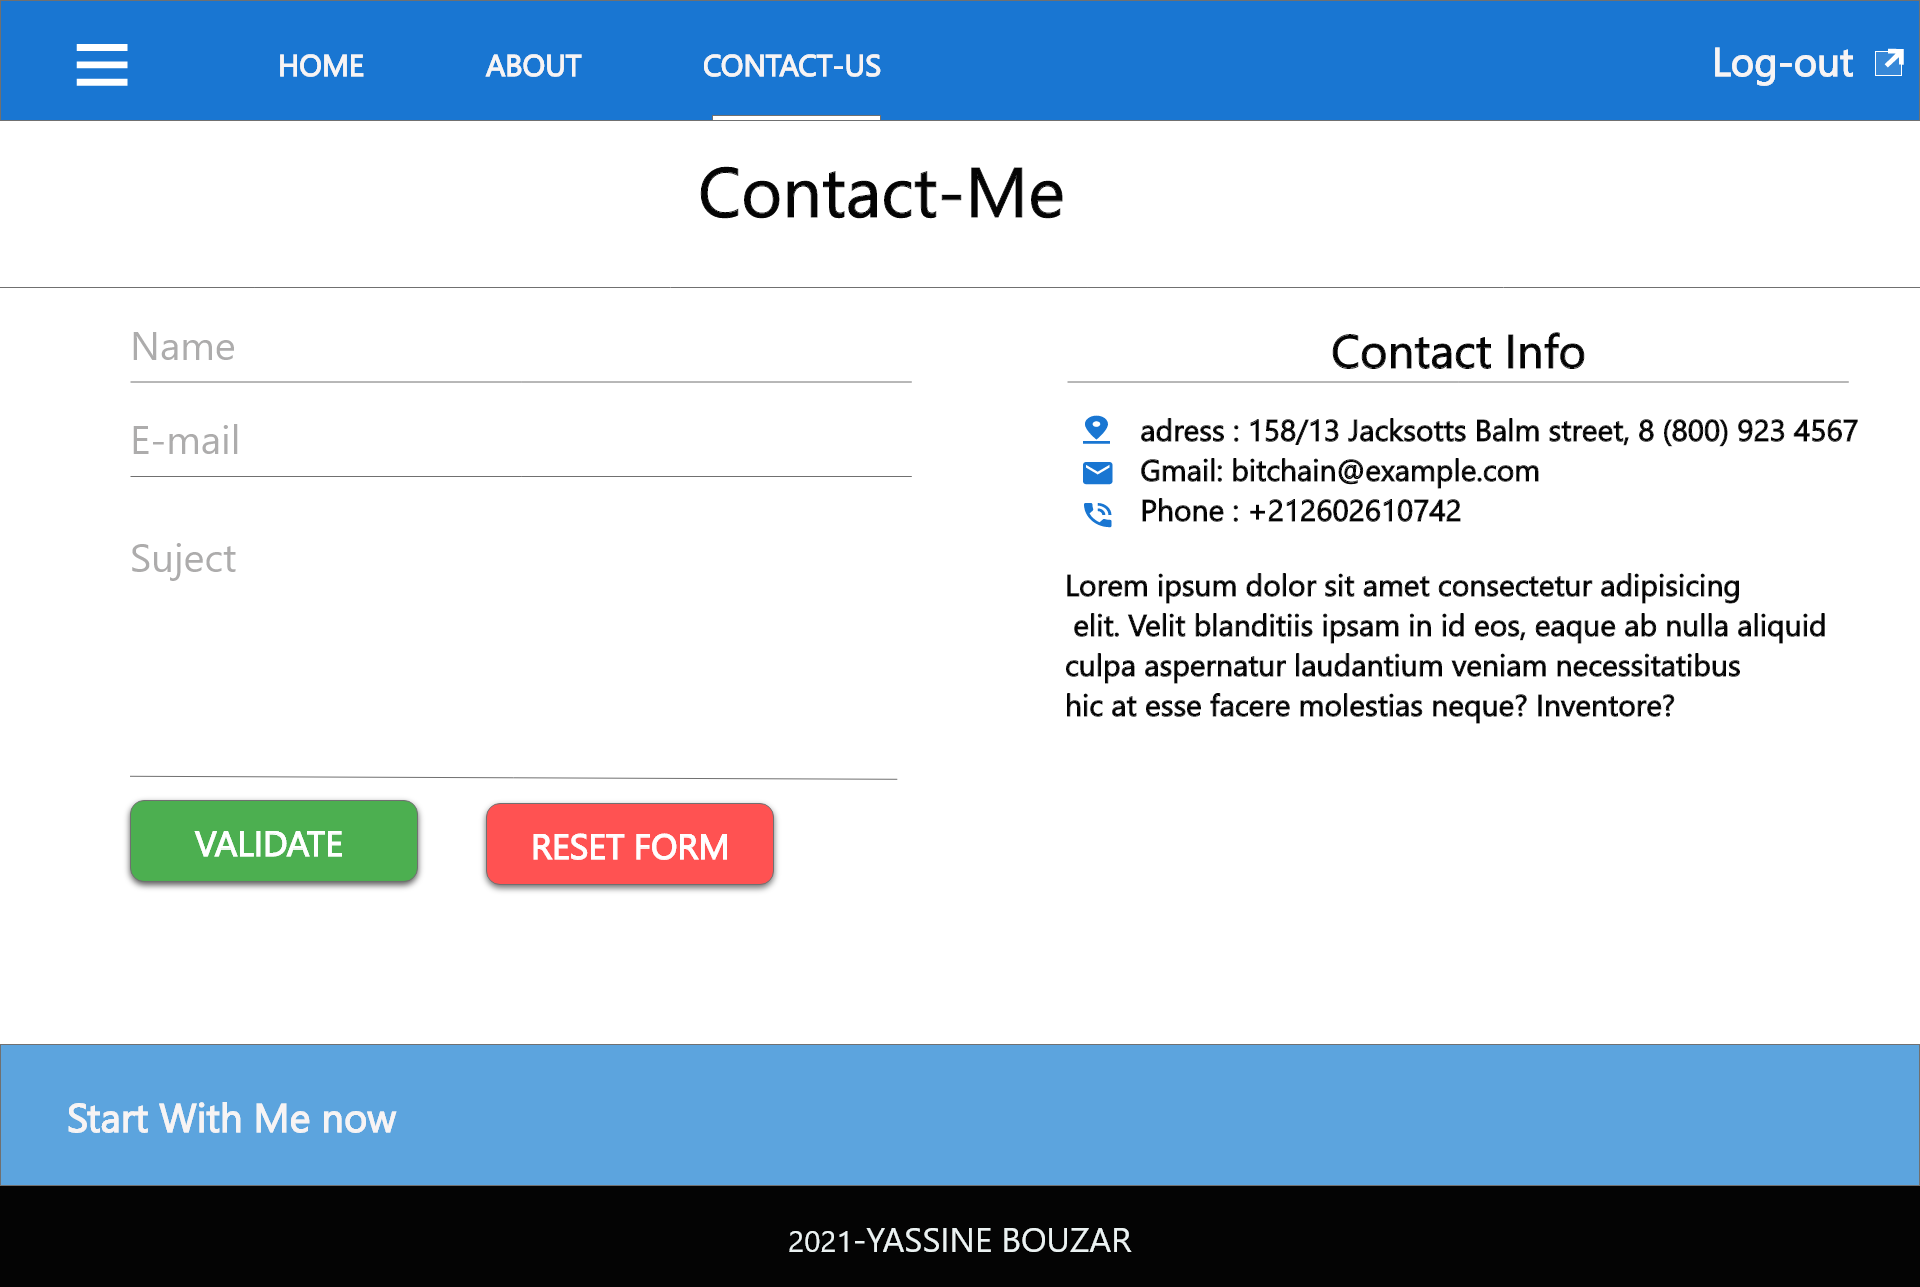 HOME ABOUT CONTACT-US Log-out
Contact-Me
Name
E-mail
Suject
VALIDATE RESET FORM
Contact Info
adress : 158/13 Jacksotts Balm street, 8 (800) 923 4567
Gmail: bitchain@example.com
Phone : +212602610742
Lorem ipsum dolor sit amet consectetur adipisicing
elit. Velit blanditiis ipsam in id eos, eaque ab nulla aliquid
culpa aspernatur laudantium veniam necessitatibus
hic at esse facere molestias neque? Inventore?
Start With Me now
2021-YASSINE BOUZAR